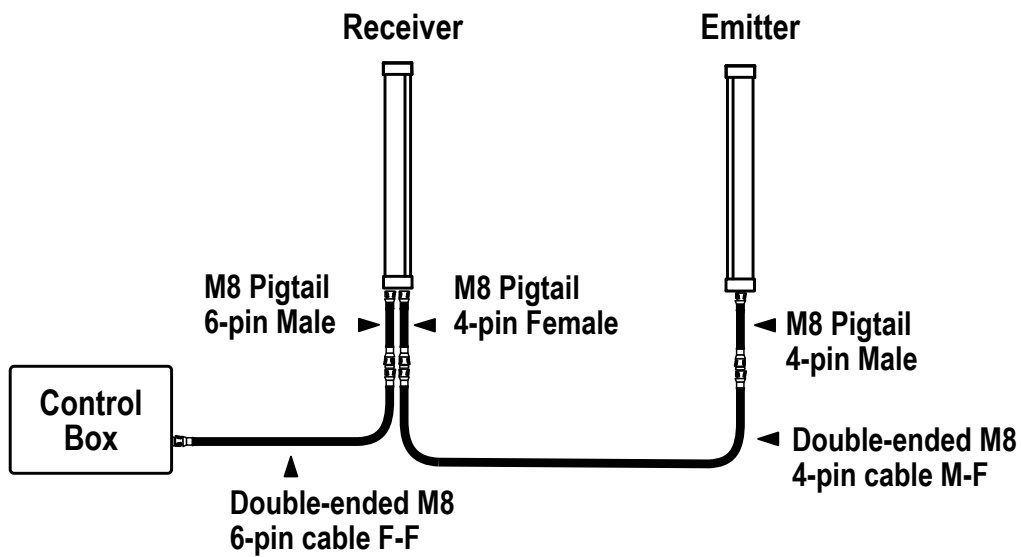 Receiver
Emitter
M8 Pigtail
6-pin Male
M8 Pigtail
4-pin Female
M8 Pigtail
4-pin Male
Control
Box
Double-ended M8
4-pin cable M-F
Double-ended M8
6-pin cable F-F